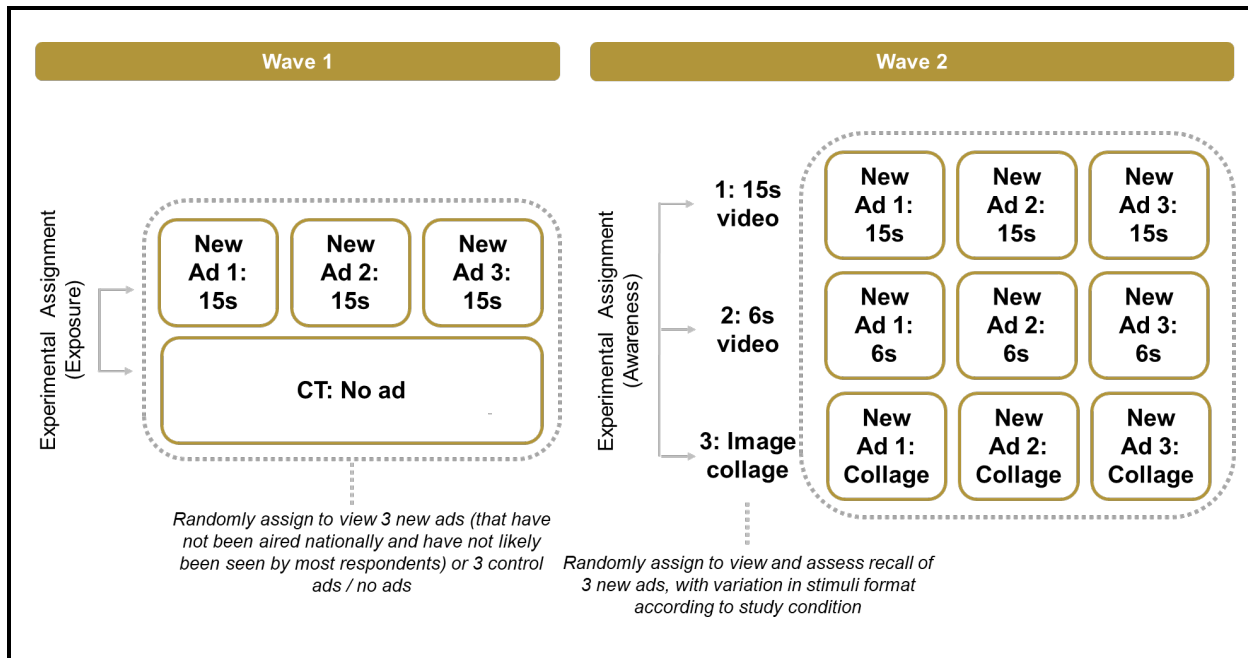 Wave 1
Experimental Assignment
(Exposure)
New
Ad 1:
15s
New
Ad 2:
15s
New
Ad 3:
15s
CT: No ad
Randomly assign to view 3 new ads (that have
not been aired nationally and have not likely
been seen by most respondents) or 3 control
ads / no ads
Wave 2
Experimental Assignment
(Awareness)
1: 15s
video
New
Ad 1:
15s
New
Ad 2:
15s
New
Ad 3:
15s
2: 6s
video
New
Ad 1:
6s
New
Ad 2:
6s
New
Ad 3:
6s
3: Image
collage
New
Ad 1:
Collage
New
Ad 2:
Collage
New
Ad 3:
Collage
Randomly assign to view and assess recall of
3 new ads, with variation in stimuli format
according to study condition